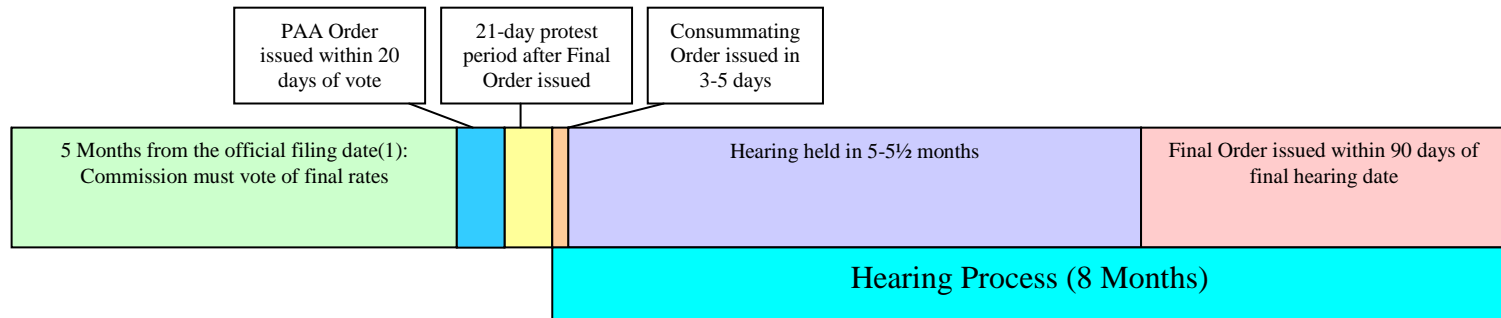 PAA Order
issued within 20
days of vote
21-day protest
period after Final
Order issued
Consummating
Order issued in
3-5 days
5 Months from the official filing date(1):
Commission must vote of final rates
Hearing held in 5-5½ months
Final Order issued within 90 days of
final hearing date
Hearing Process (8 Months)